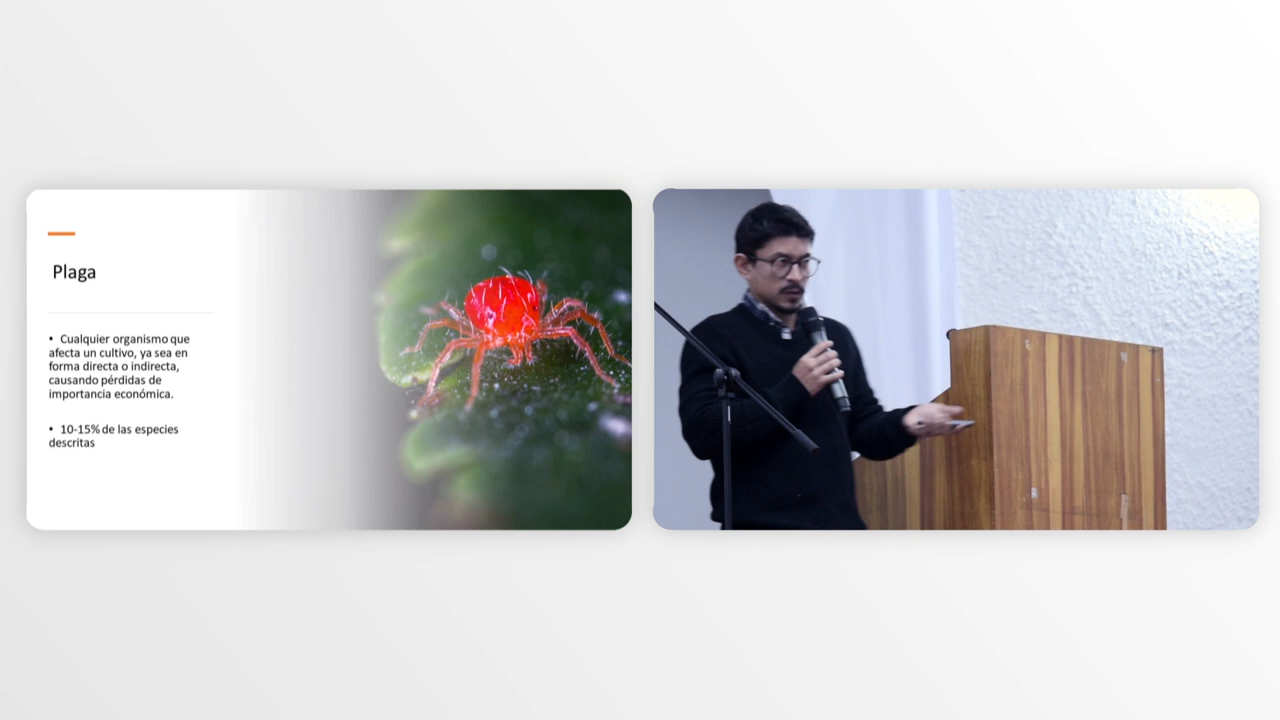 Plaga
• Cualquier organismo que
afecta un cultivo, ya sea en
forma directa o indirecta,
causando pérdidas de
importancia económica.
• 10-15% de las especies
descritas